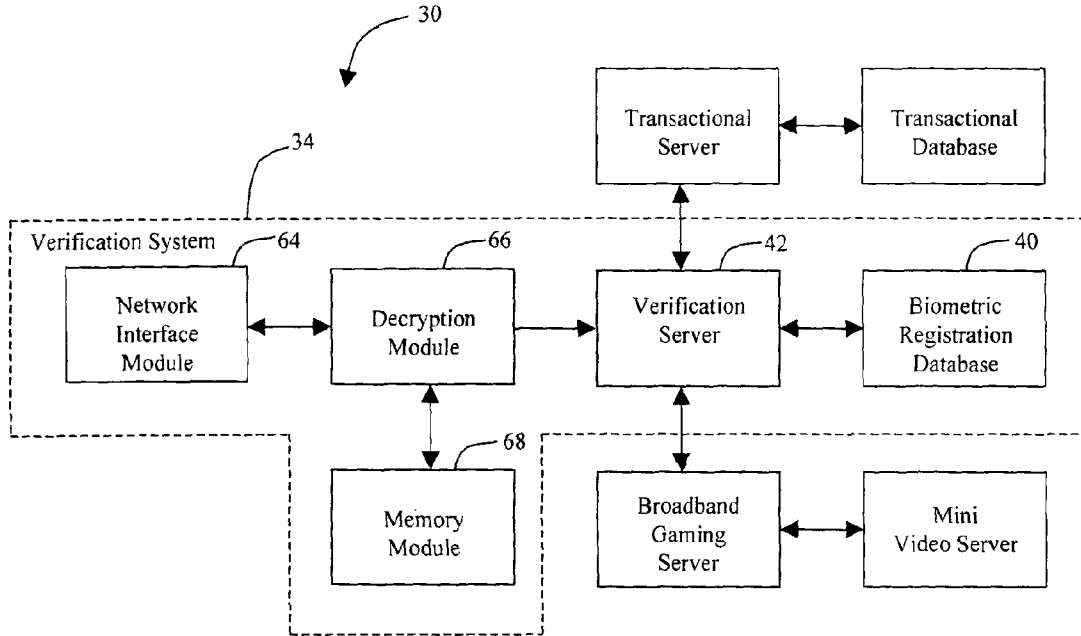 30
Transactional
Server
Transactional
Database
34
Verification System
64
66
42
40
Network
Interface
Module
Decryption
Module
Verification
Server
Biometric
Registration
Database
68
Memory
Module
Broadband
Gaming
Server
Mini
Video Server